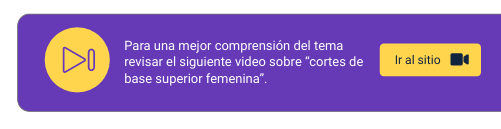 Para una mejor comprensión del tema
revisar el siguiente video sobre “cortes de
base superior femenina”.
Ir al sitio